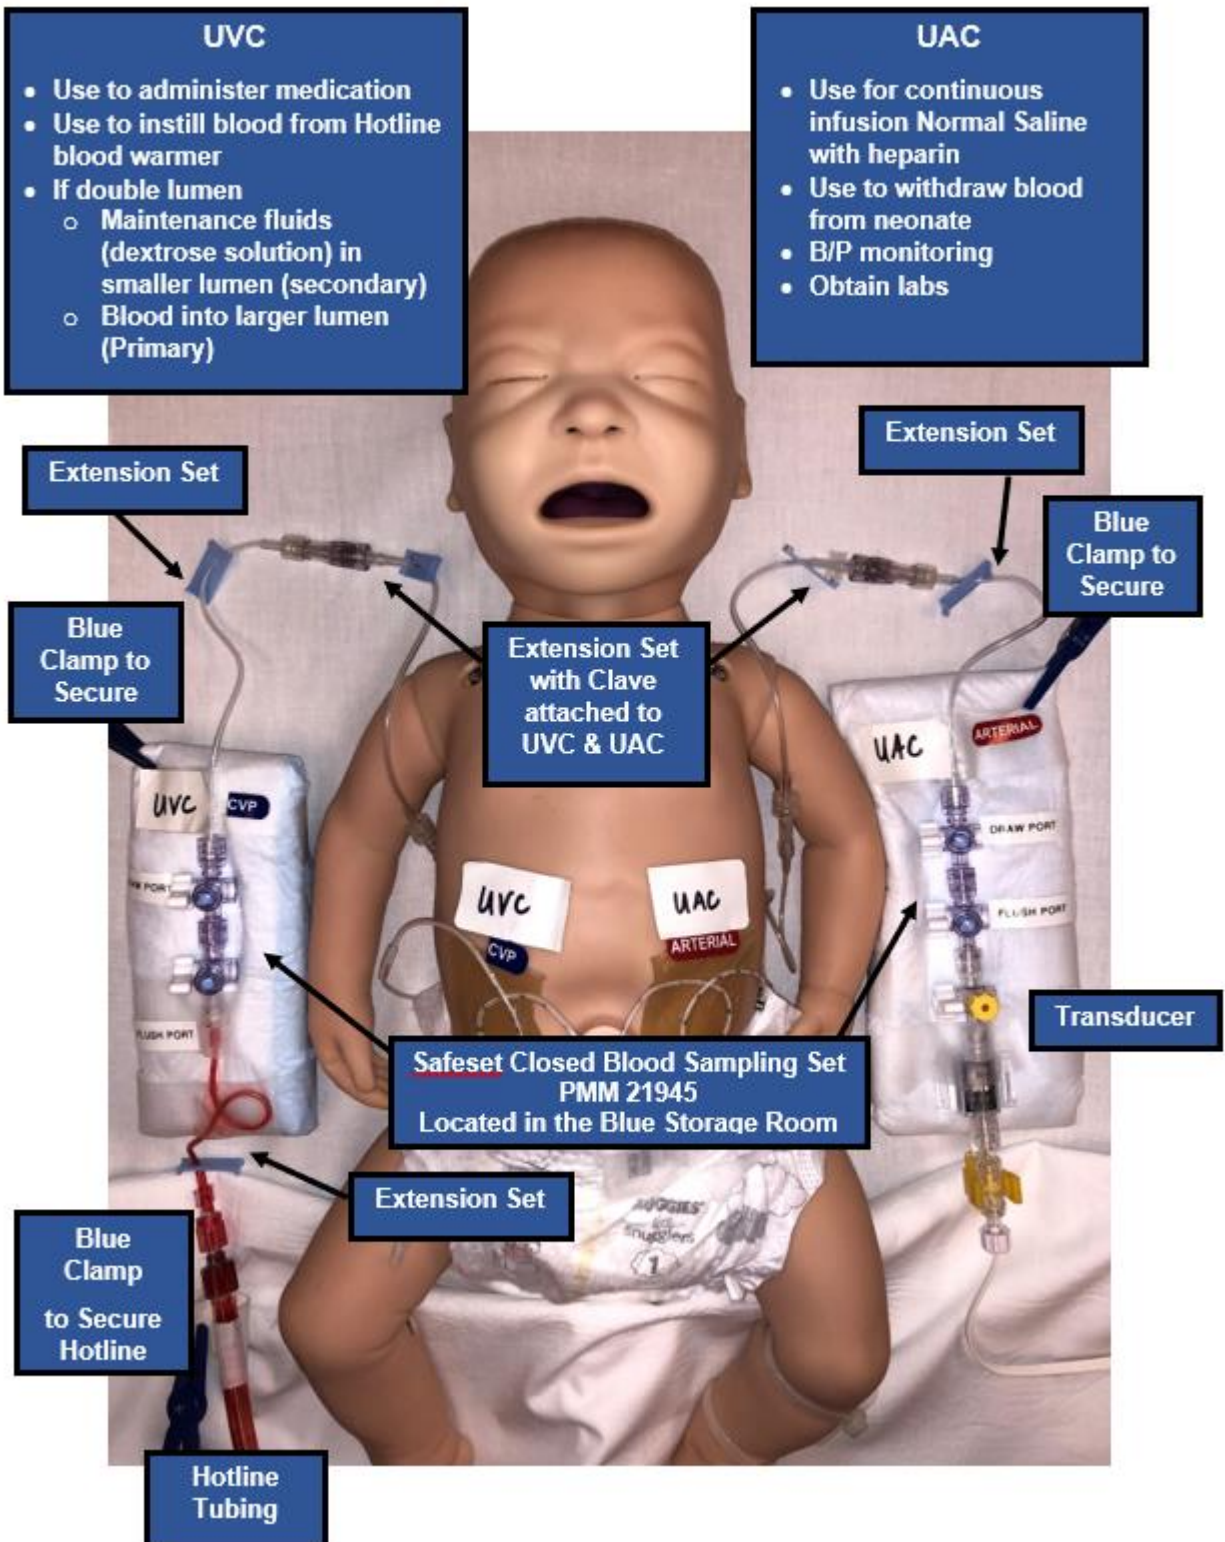 UVC
• Use to administer medication
• Use to instill blood from Hotline
blood warmer
• If double lumen
o Maintenance fluids
(dextrose solution) in
smaller lumen (secondary)
o Blood into larger lumen
(Primary)
UAC
• Use for continuous
infusion Normal Saline
with heparin
• Use to withdraw blood
from neonate
• B/P monitoring
• Obtain labs
Extension Set
Extension Set
Blue
Clamp to
Secure
Blue
Clamp to
Secure
Extension Set
with Clave
attached to
UVC & UAC
UVC
CVP
UAC
ARTERIAL
DRAW PORT
FLUSH PORT
PORT
FLUSH PORT
UVC
CVP
UAC
ARTERIAL
Transducer
Safeset Closed Blood Sampling Set
PMM 21945
Located in the Blue Storage Room
Extension Set
HUGGIES
snugglers
1
Blue
Clamp
to Secure
Hotline
Hotline
Tubing